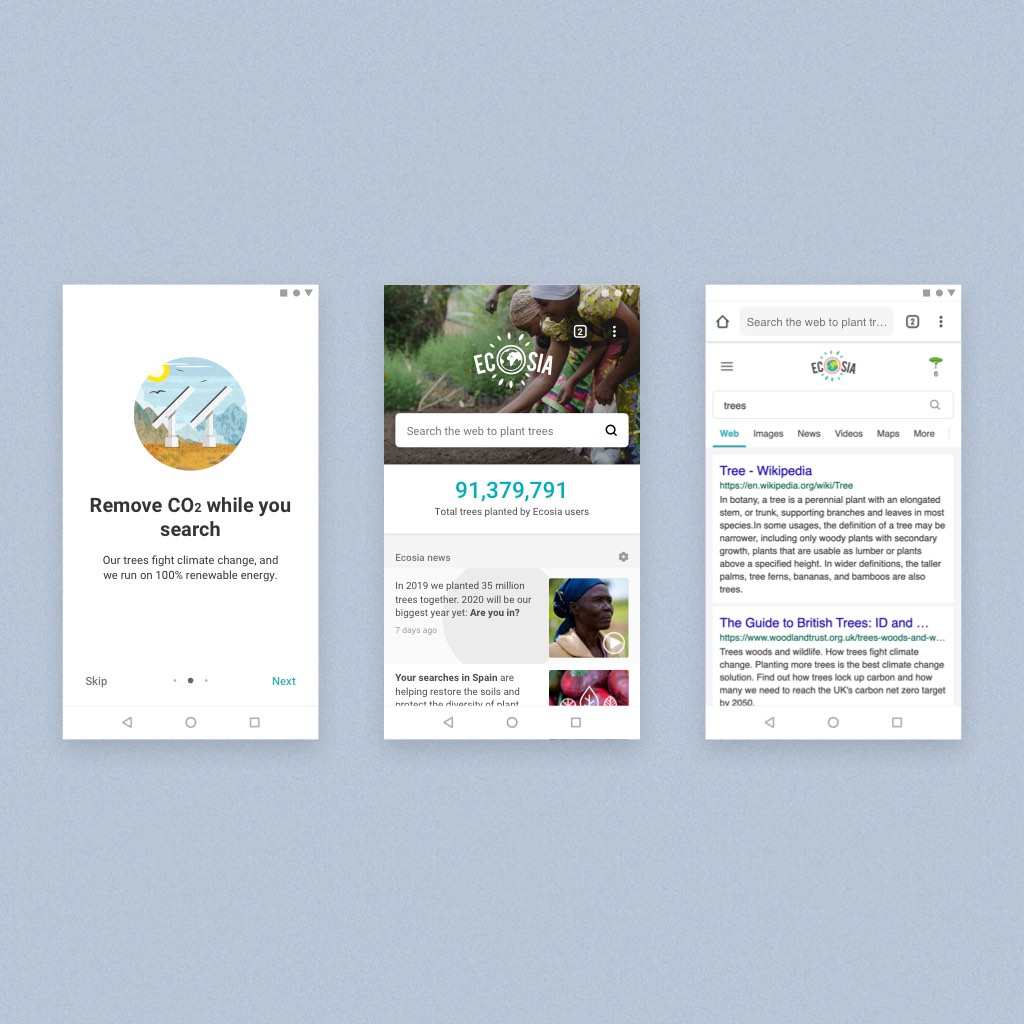 Remove CO₂ while you
search
Our trees fight climate change, and
we run on 100% renewable energy.
Skip
Next
2
ECOSIA
Search the web to plant trees
91,379,791
Total trees planted by Ecosia users
Ecosia news
In 2019 we planted 35 million
trees together. 2020 will be our
biggest year yet: Are you in?
7 days ago
Your searches in Spain are
helping restore the soils and
protect the diversity of plant
Search the web to plant tr...
2
ECOSIA
6
trees
Web Images News Videos Maps More
Tree - Wikipedia
https://en.wikipedia.org/wiki/Tree
In botany, a tree is a perennial plant with an elongated
stem, or trunk, supporting branches and leaves in most
species.In some usages, the definition of a tree may be
narrower, including only woody plants with secondary
growth, plants that are usable as lumber or plants
above a specified height. In wider definitions, the taller
palms, tree ferns, bananas, and bamboos are also
trees.
The Guide to British Trees: ID and ...
https://www.woodlandtrust.org.uk/trees-woods-and-w...
Trees woods and wildlife. How trees fight climate
change. Planting more trees is the best climate change
solution. Find out how trees lock up carbon and how
many we need to reach the UK's carbon net zero target
by 2050.